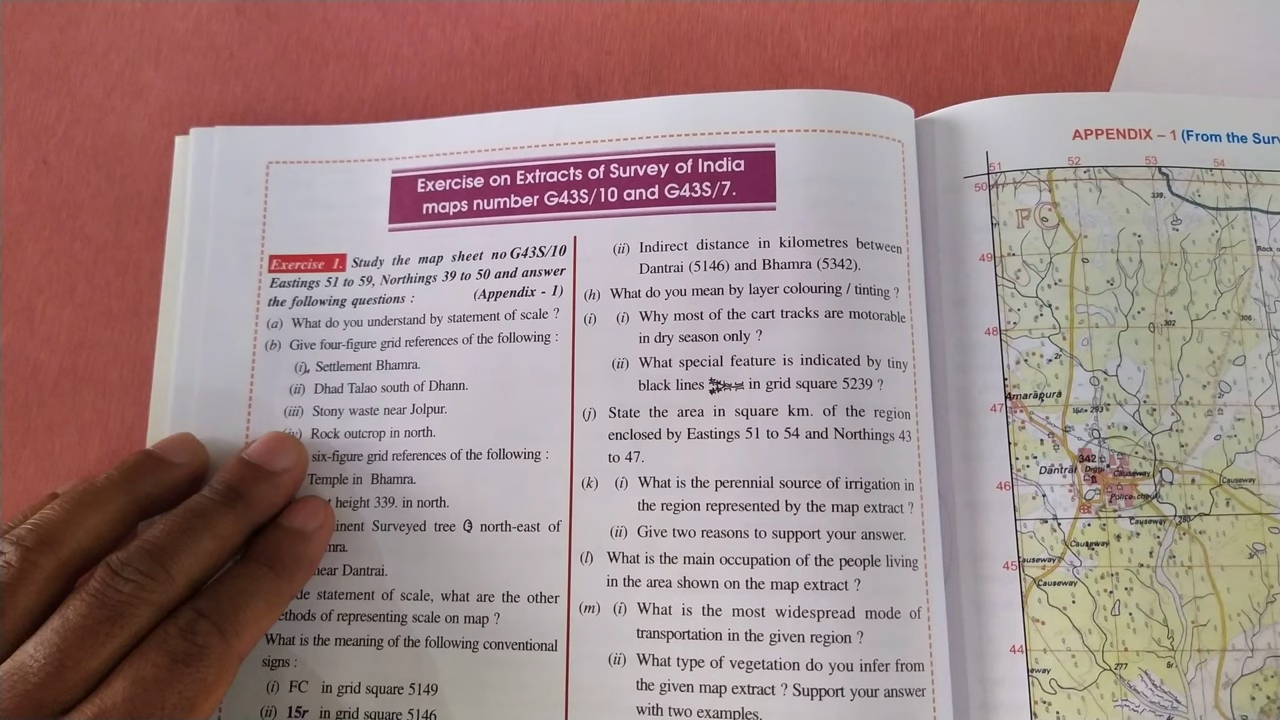 Exercise on Extracts of Survey of India
maps number G43S/10 and G43S/7.
Exercise 1. Study the map sheet no G43S/10
Eastings 51 to 59, Northings 39 to 50 and answer
the following questions : (Appendix - 1)
(a) What do you understand by statement of scale ?
(b) Give four-figure grid references of the following :
(i) Settlement Bhamra.
(ii) Dhad Talao south of Dhann.
(iii) Stony waste near Jolpur.
Rock outcrop in north.
six-figure grid references of the following :
Temple in Bhamra.
height 339. in north.
Surveyed tree north-east of
near Dantrai.
statement of scale, what are the other
of representing scale on map ?
What is the meaning of the following conventional
signs :
(i) FC in grid square 5149
(ii) 15r in grid square 5146
(ii) Indirect distance in kilometres between
Dantrai (5146) and Bhamra (5342).
(h) What do you mean by layer colouring / tinting ?
(i) (i) Why most of the cart tracks are motorable
in dry season only ?
(ii) What special feature is indicated by tiny
black lines in grid square 5239 ?
(j) State the area in square km. of the region
enclosed by Eastings 51 to 54 and Northings 43
to 47.
(k) (i) What is the perennial source of irrigation in
the region represented by the map extract ?
(ii) Give two reasons to support your answer.
(l) What is the main occupation of the people living
in the area shown on the map extract ?
(m) (i) What is the most widespread mode of
transportation in the given region ?
(ii) What type of vegetation do you infer from
the given map extract ? Support your answer
with two examples.
APPENDIX – 1 (From the
51 52 53 54
50
339.
FC
49
48
302
306
2r
Amarāpura
47
293
342
Dantrāi
Causeway
Causeway
46
Causeway
280
Causeway
45
Causeway
44
277
6r